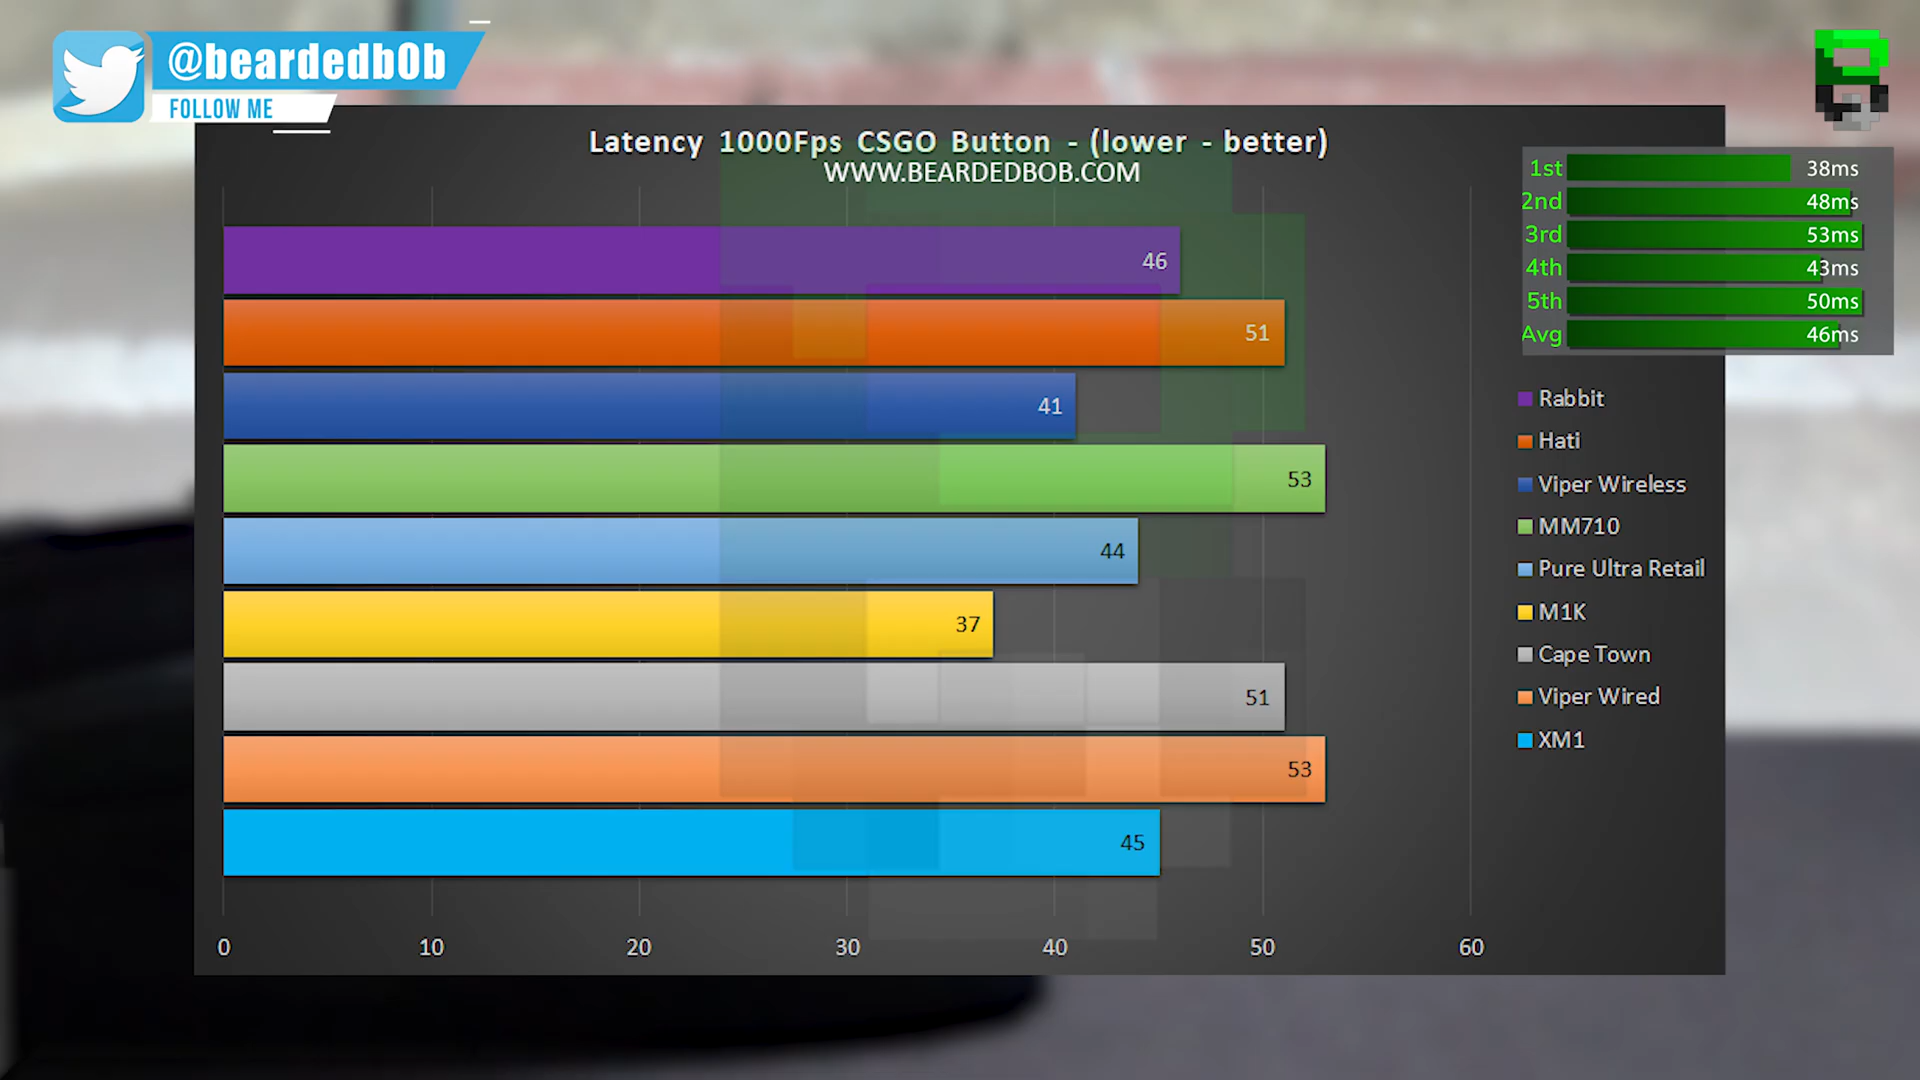 @beardedb0b
FOLLOW ME
Latency 1000Fps CSGO Button - (lower - better)
WWW.BEARDEDBOB.COM
1st 38ms
2nd 48ms
3rd 53ms
4th 43ms
5th 50ms
Avg 46ms
46
51
41
53
44
37
51
53
45
Rabbit
Hati
Viper Wireless
MM710
Pure Ultra Retail
M1K
Cape Town
Viper Wired
XM1
0 10 20 30 40 50 60